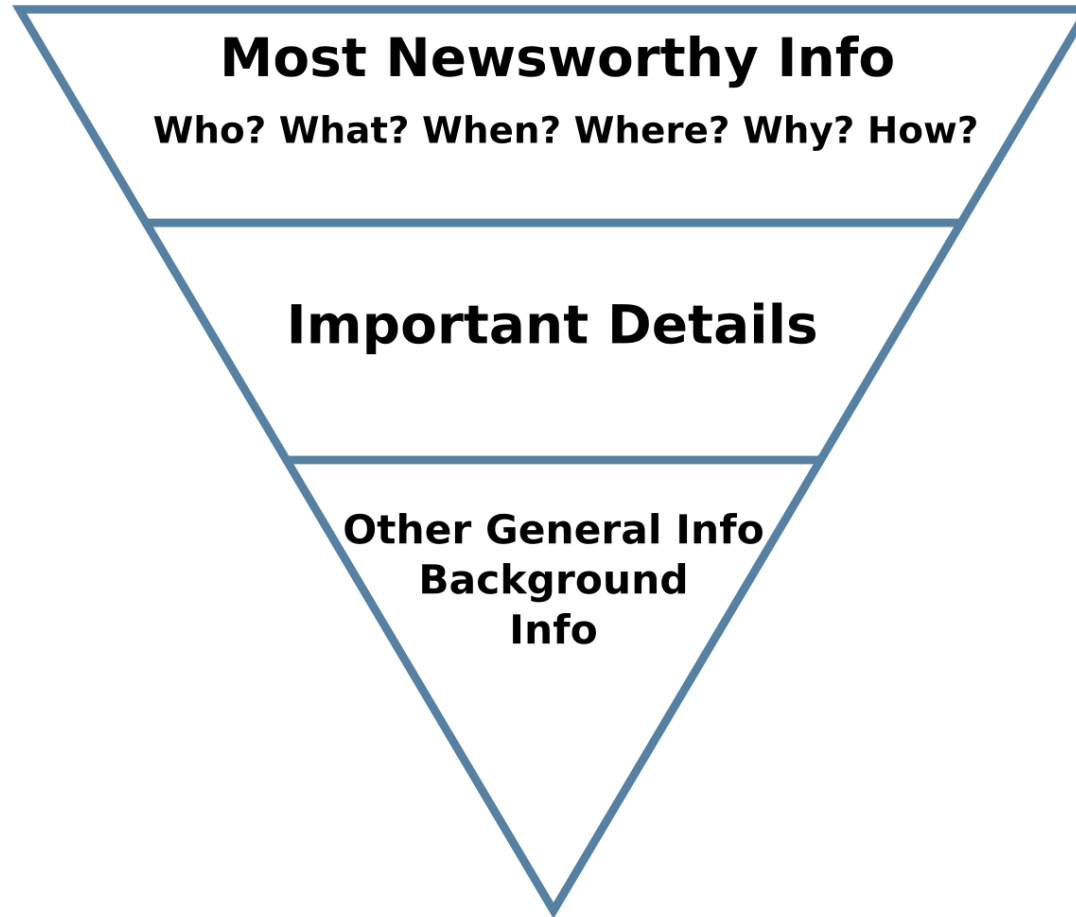 Most Newsworthy Info
Who? What? When? Where? Why? How?
Important Details
Other General Info
Background
Info